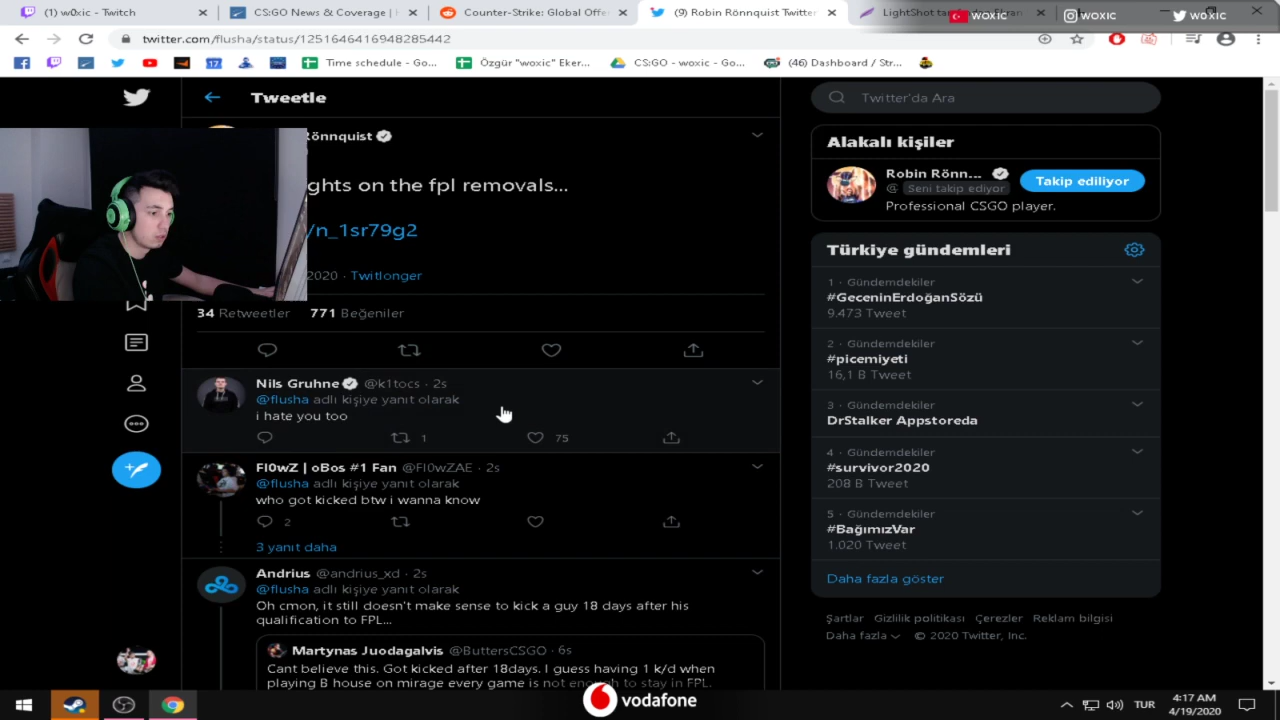 (1) woxic - Twitch
CS:GO News & Coverage | H
Counter-Strike: Global Offer
(9) Robin Rönnquist Twitter
LightShot
woxic
woxic
woxic
twitter.com/flusha/status/1251646416948285442
Time schedule - Go...
Özgür "woxic" Eker...
CS:GO - woxic - Go...
(46) Dashboard / Str...
17
Tweetle
önnquist
ghts on the fpl removals...
/n_1sr79g2
2020 · Twitlonger
34 Retweetler 771 Beğeniler
Nils Gruhne @k1tocs · 2s
@flusha adlı kişiye yanıt olarak
i hate you too
1 75
Fl0wZ | oBos #1 Fan @Fl0wZAE · 2s
@flusha adlı kişiye yanıt olarak
who got kicked btw i wanna know
2
3 yanıt daha
Andrius @andrius_xd · 2s
@flusha adlı kişiye yanıt olarak
Oh cmon, it still doesn't make sense to kick a guy 18 days after his
qualification to FPL...
Martynas Juodagalvis @ButtersCSGO · 6s
Cant believe this. Got kicked after 18days. I guess having 1 k/d when
playing B house on mirage every game is not enough to stay in FPL.
Twitter'da Ara
Alakalı kişiler
Robin Rönn...
@ Seni takip ediyor
Takip ediliyor
Professional CSGO player.
Türkiye gündemleri
1 · Gündemdekiler
#GeceninErdoğanSözü
9.473 Tweet
2 · Gündemdekiler
#picemiyeti
16,1 B Tweet
3 · Gündemdekiler
DrStalker Appstoreda
4 · Gündemdekiler
#survivor2020
208 B Tweet
5 · Gündemdekiler
#BağımızVar
1.020 Tweet
Daha fazla göster
Şartlar Gizlilik politikası Çerezler Reklam bilgisi
Daha fazla © 2020 Twitter, Inc.
vodafone
TUR
4:17 AM
4/19/2020